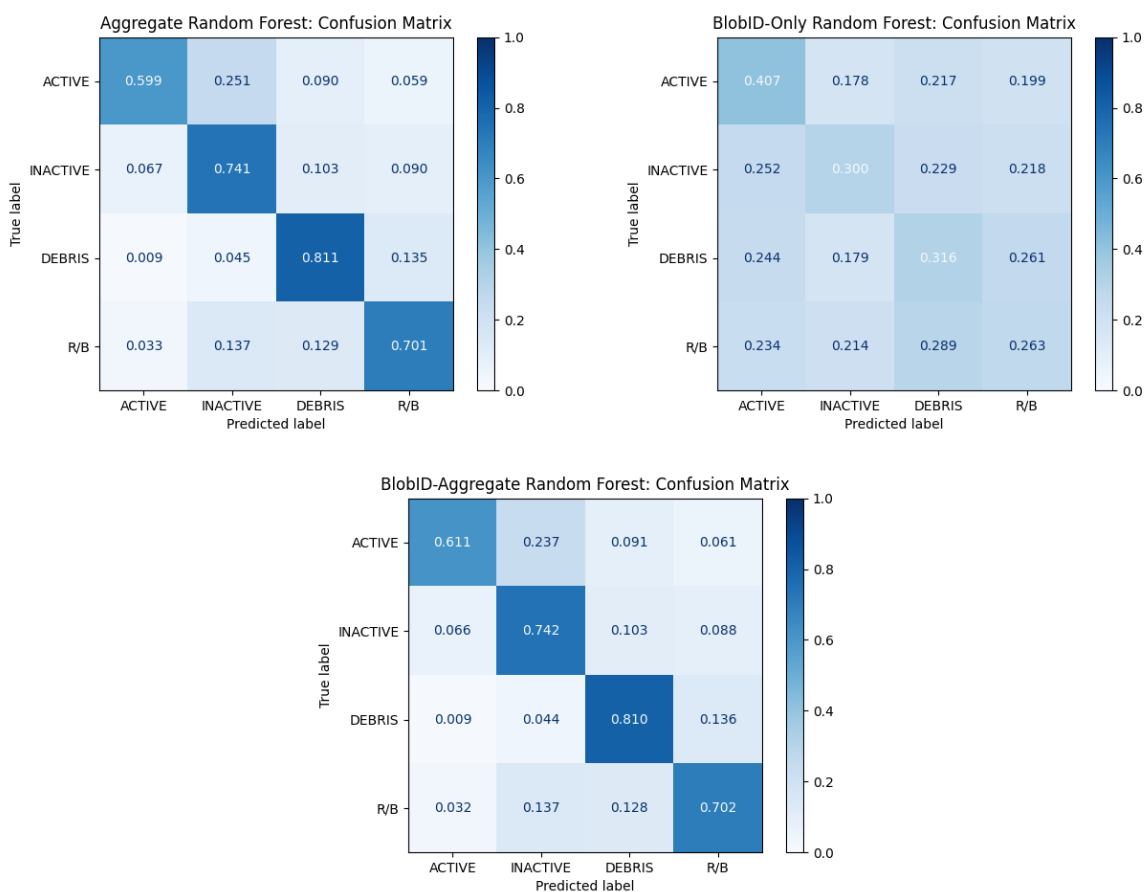 Aggregate Random Forest: Confusion Matrix
True label
ACTIVE 0.599 0.251 0.090 0.059
INACTIVE 0.067 0.741 0.103 0.090
DEBRIS 0.009 0.045 0.811 0.135
R/B 0.033 0.137 0.129 0.701
ACTIVE INACTIVE DEBRIS R/B
Predicted label
1.0
0.8
0.6
0.4
0.2
0.0
BlobID-Only Random Forest: Confusion Matrix
True label
ACTIVE 0.407 0.178 0.217 0.199
INACTIVE 0.252 0.300 0.229 0.218
DEBRIS 0.244 0.179 0.316 0.261
R/B 0.234 0.214 0.289 0.263
ACTIVE INACTIVE DEBRIS R/B
Predicted label
1.0
0.8
0.6
0.4
0.2
0.0
BlobID-Aggregate Random Forest: Confusion Matrix
True label
ACTIVE 0.611 0.237 0.091 0.061
INACTIVE 0.066 0.742 0.103 0.088
DEBRIS 0.009 0.044 0.810 0.136
R/B 0.032 0.137 0.128 0.702
ACTIVE INACTIVE DEBRIS R/B
Predicted label
1.0
0.8
0.6
0.4
0.2
0.0